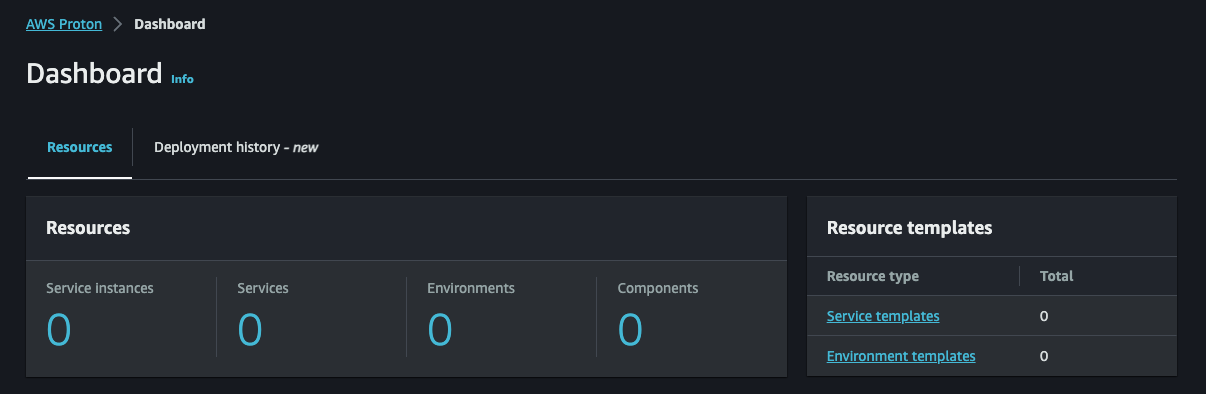 AWS Proton > Dashboard
Dashboard Info
Resources Deployment history - new
Resources
Service instances Services Environments Components
0 0 0 0
Resource templates
Resource type Total
Service templates 0
Environment templates 0